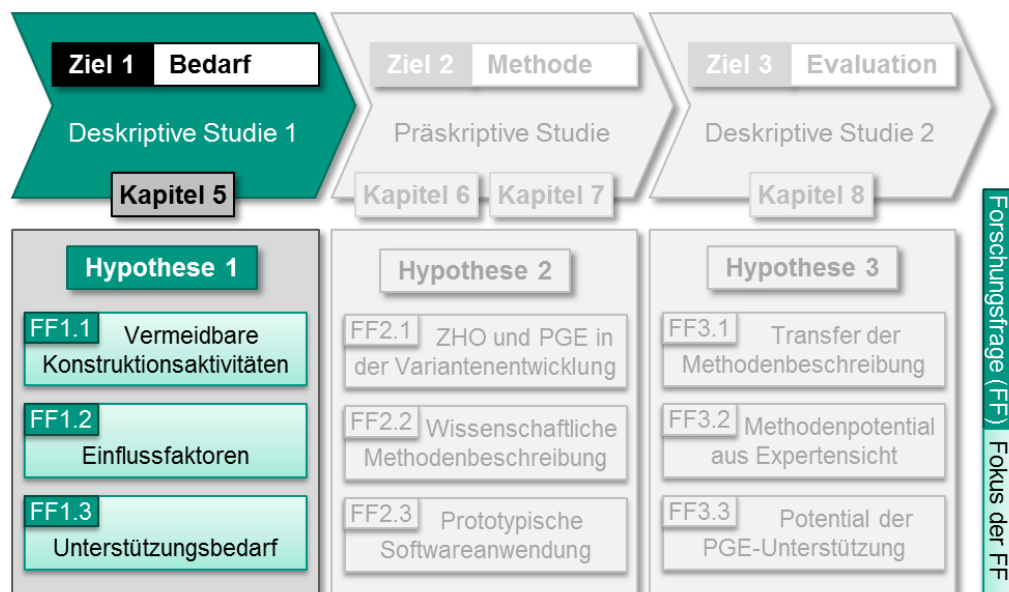 Ziel 1 Bedarf
Deskriptive Studie 1
Kapitel 5
Hypothese 1
FF1.1 Vermeidbare
Konstruktionsaktivitäten
FF1.2
Einflussfaktoren
FF1.3
Unterstützungsbedarf
Ziel 2 Methode
Präskriptive Studie
Kapitel 6 Kapitel 7
Hypothese 2
FF2.1 ZHO und PGE in
der Variantenentwicklung
FF2.2 Wissenschaftliche
Methodenbeschreibung
FF2.3 Prototypische
Softwareanwendung
Ziel 3 Evaluation
Deskriptive Studie 2
Kapitel 8
Hypothese 3
FF3.1 Transfer der
Methodenbeschreibung
FF3.2 Methodenpotential
aus Expertensicht
FF3.3 Potential der
PGE-Unterstützung
Forschungsfrage (FF) Fokus der FF